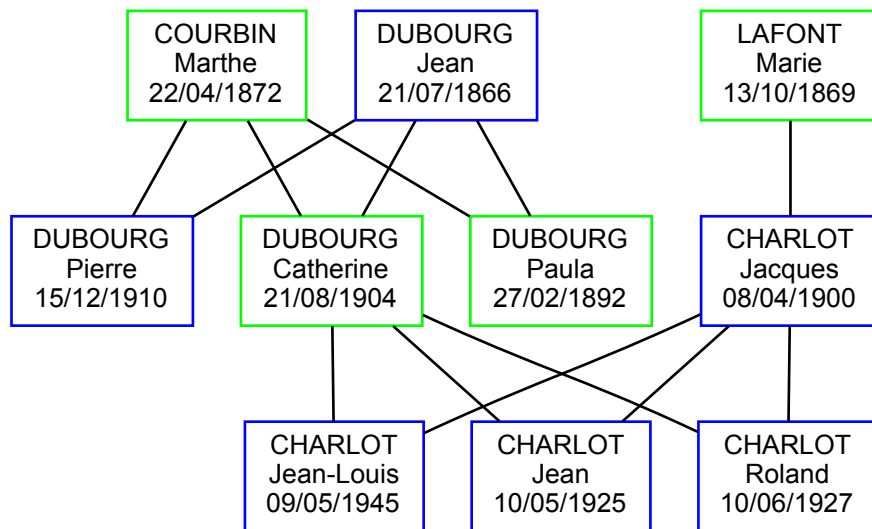 COURBIN
Marthe
22/04/1872
DUBOURG
Jean
21/07/1866
LAFONT
Marie
13/10/1869
DUBOURG
Pierre
15/12/1910
DUBOURG
Catherine
21/08/1904
DUBOURG
Paula
27/02/1892
CHARLOT
Jacques
08/04/1900
CHARLOT
Jean-Louis
09/05/1945
CHARLOT
Jean
10/05/1925
CHARLOT
Roland
10/06/1927